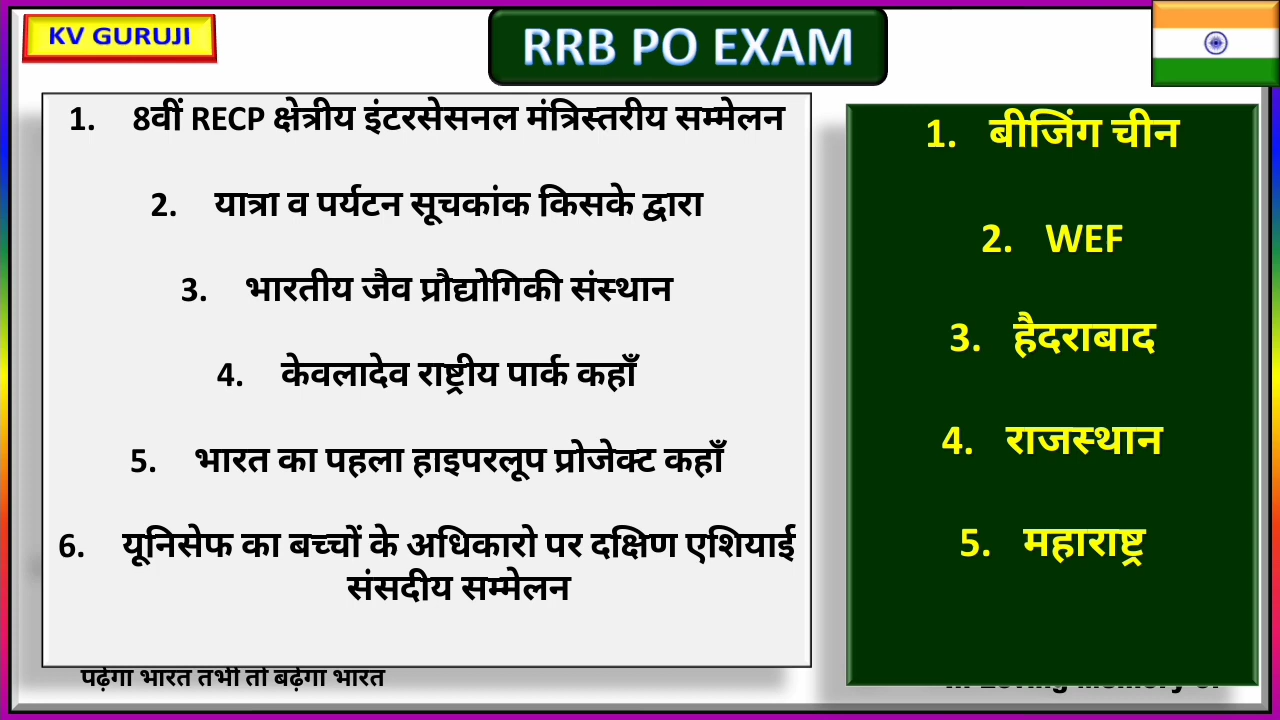 KV GURUJI
RRB PO EXAM
1. 8वीं RECP क्षेत्रीय इंटरसेसनल मंत्रिस्तरीय सम्मेलन
2. यात्रा व पर्यटन सूचकांक किसके द्वारा
3. भारतीय जैव प्रौद्योगिकी संस्थान
4. केवलादेव राष्ट्रीय पार्क कहाँ
5. भारत का पहला हाइपरलूप प्रोजेक्ट कहाँ
6. यूनिसेफ का बच्चों के अधिकारो पर दक्षिण एशियाई
संसदीय सम्मेलन
1. बीजिंग चीन
2. WEF
3. हैदराबाद
4. राजस्थान
5. महाराष्ट्र
पढ़ेगा भारत तभी तो बढ़ेगा भारत